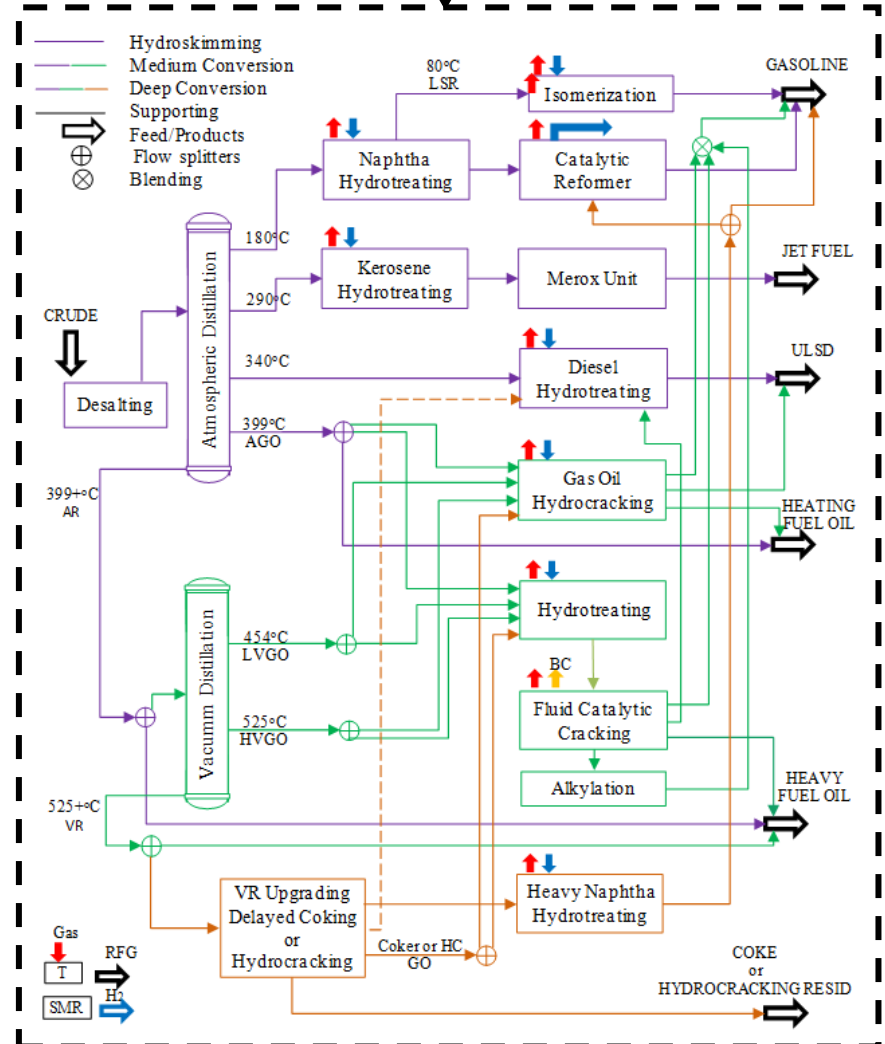 Hydroskimming
Medium Conversion
Deep Conversion
Supporting
Feed/Products
Flow splitters
Blending
80°C
LSR
Isomerization
GASOLINE
Naphtha
Hydrotreating
Catalytic
Reformer
180°C
Kerosene
Hydrotreating
Merox Unit
JET FUEL
290°C
CRUDE
Desalting
Atmospheric Distillation
340°C
Diesel
Hydrotreating
ULSD
399°C
AGO
Gas Oil
Hydrocracking
399+°C
AR
HEATING
FUEL OIL
Hydrotreating
Vacumm Distillation
454°C
LVGO
BC
Fluid Catalytic
Cracking
525°C
HVGO
Alkylation
HEAVY
FUEL OIL
525+°C
VR
VR Upgrading
Delayed Coking
or
Hydrocracking
Heavy Naphtha
Hydrotreating
Coker or HC
GO
Gas
T
RFG
SMR
H2
COKE
or
HYDROCRACKING RESID